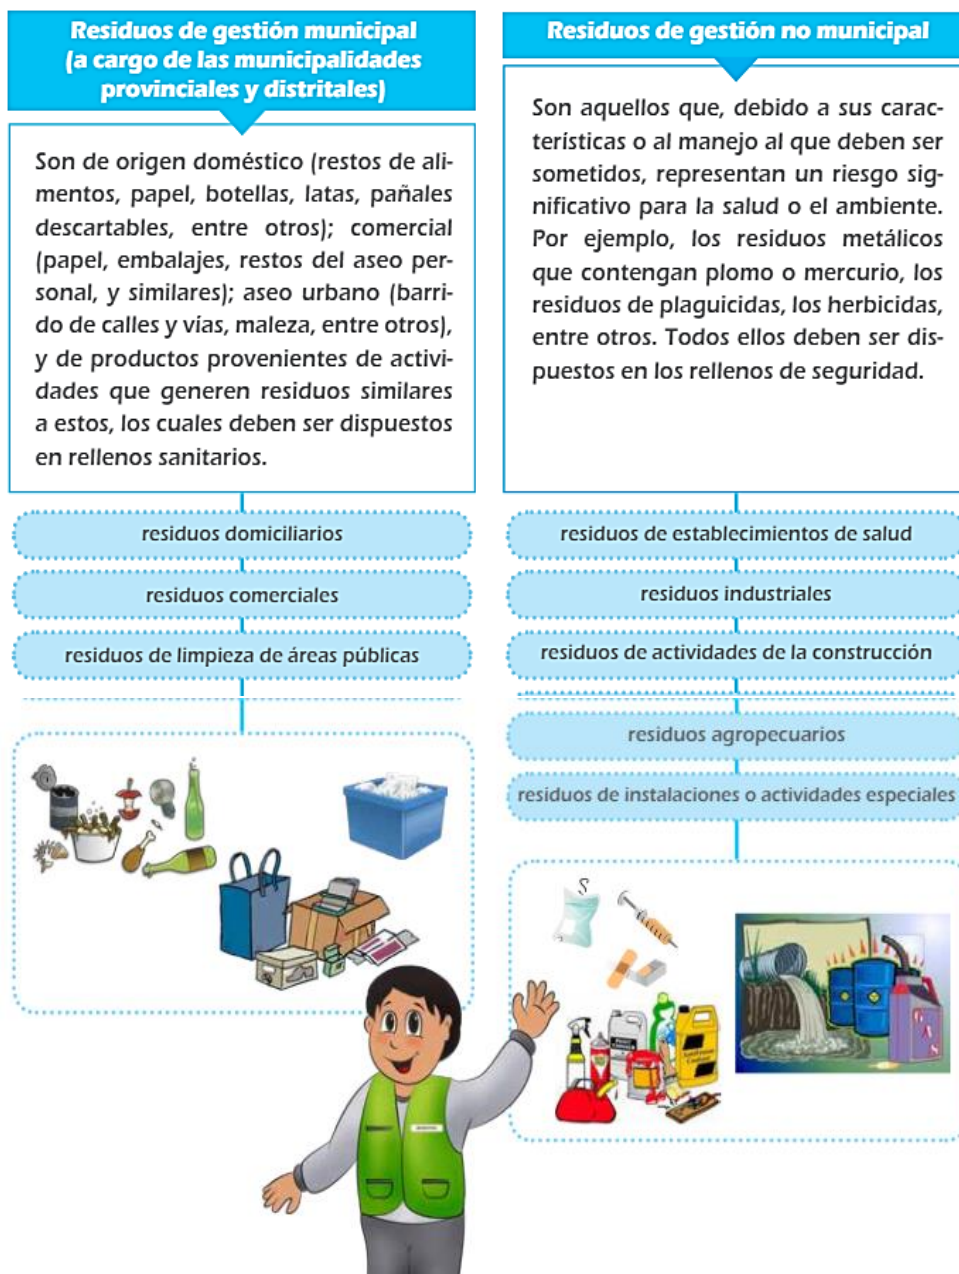 Residuos de gestión municipal
(a cargo de las municipalidades
provinciales y distritales)
Son de origen doméstico (restos de ali-
mentos, papel, botellas, latas, pañales
descartables, entre otros); comercial
(papel, embalajes, restos del aseo per-
sonal, y similares); aseo urbano (barri-
do de calles y vías, maleza, entre otros),
y de productos provenientes de activi-
dades que generen residuos similares
a estos, los cuales deben ser dispuestos
en rellenos sanitarios.
residuos domiciliarios
residuos comerciales
residuos de limpieza de áreas públicas
Residuos de gestión no municipal
Son aquellos que, debido a sus carac-
terísticas o al manejo al que deben ser
sometidos, representan un riesgo sig-
nificativo para la salud o el ambiente.
Por ejemplo, los residuos metálicos
que contengan plomo o mercurio, los
residuos de plaguicidas, los herbicidas,
entre otros. Todos ellos deben ser dis-
puestos en los rellenos de seguridad.
residuos de establecimientos de salud
residuos industriales
residuos de actividades de la construcción
residuos agropecuarios
residuos de instalaciones o actividades especiales
GAS